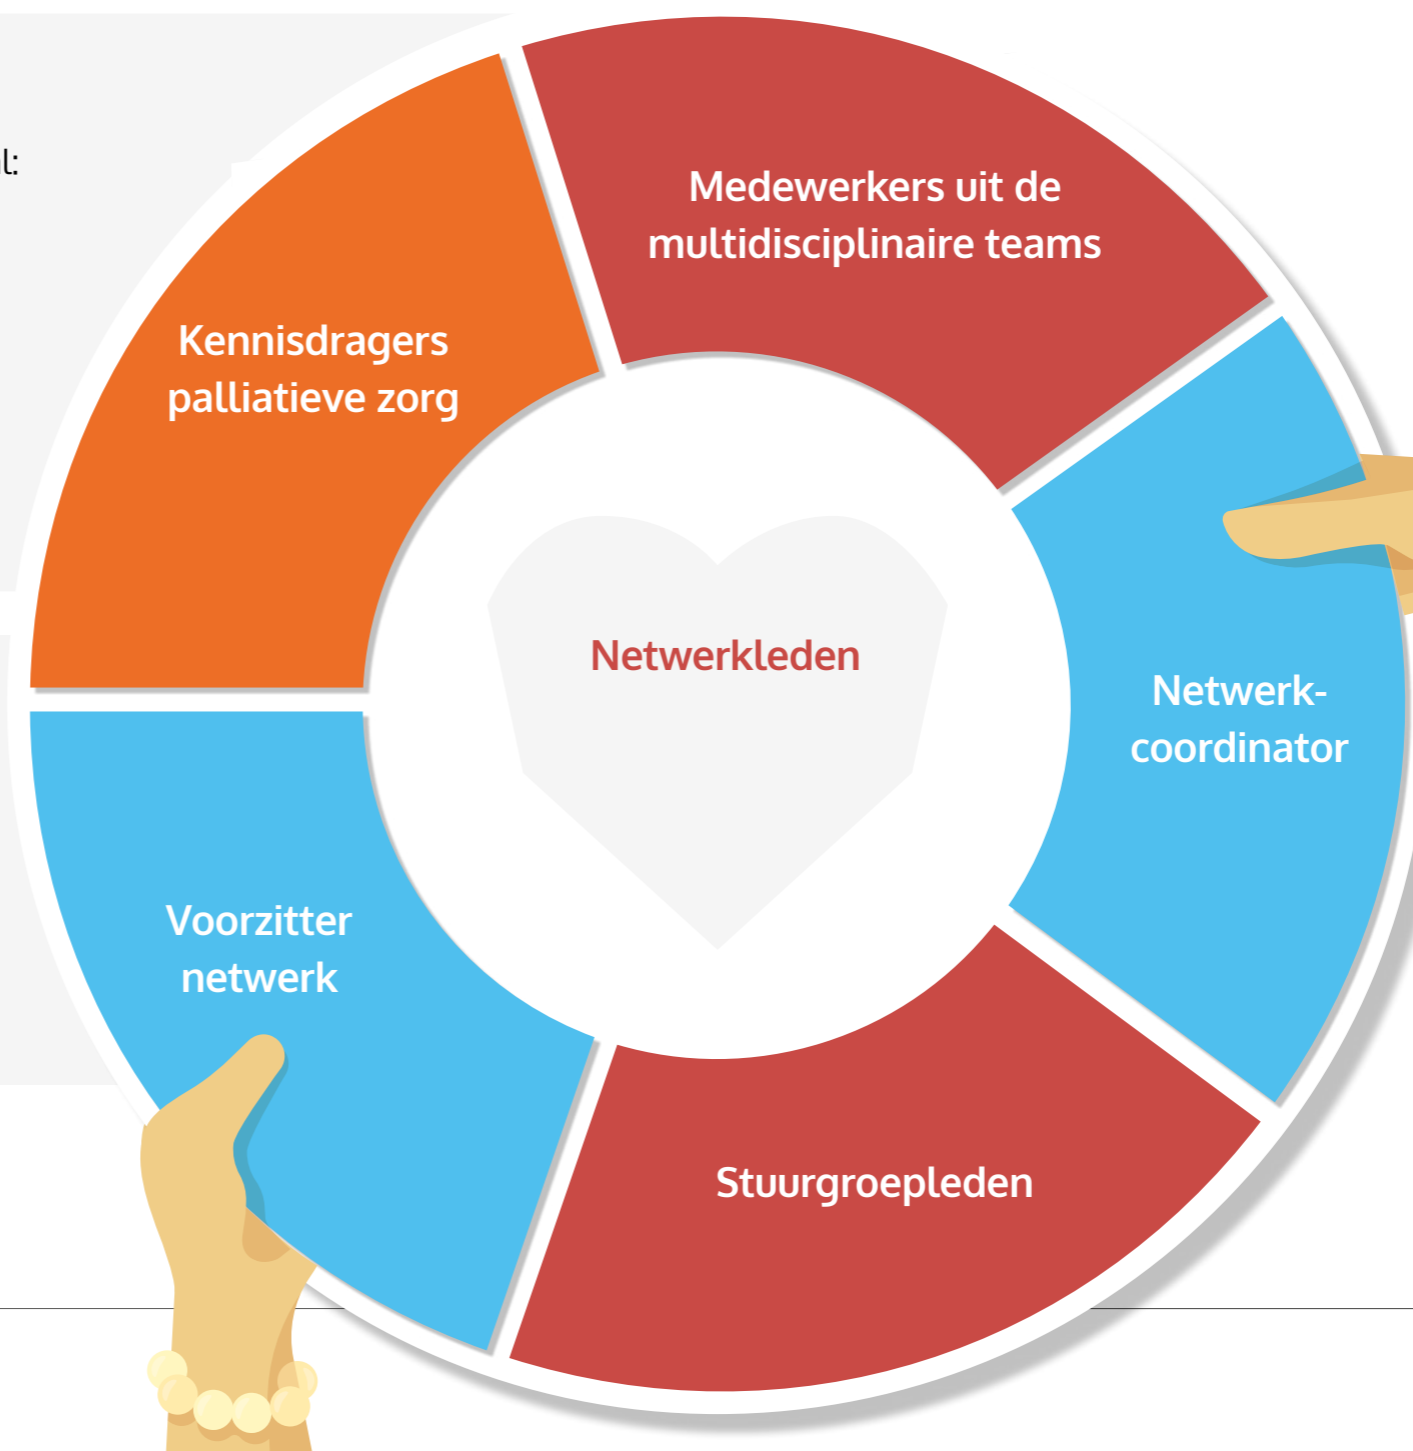 l:
Medewerkers uit de
multidisciplinaire teams
Kennisdragers
palliatieve zorg
Netwerkleden
Netwerk-
coordinator
Voorzitter
netwerk
Stuurgroepleden